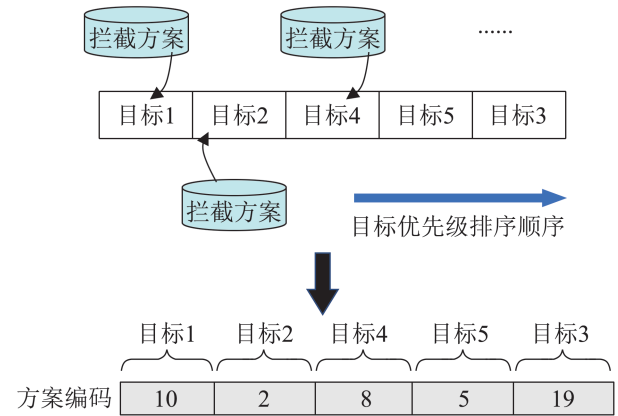 拦截方案 拦截方案 ......
目标1 目标2 目标4 目标5 目标3
拦截方案
目标优先级排序顺序
目标1 目标2 目标4 目标5 目标3
方案编码 10 2 8 5 19